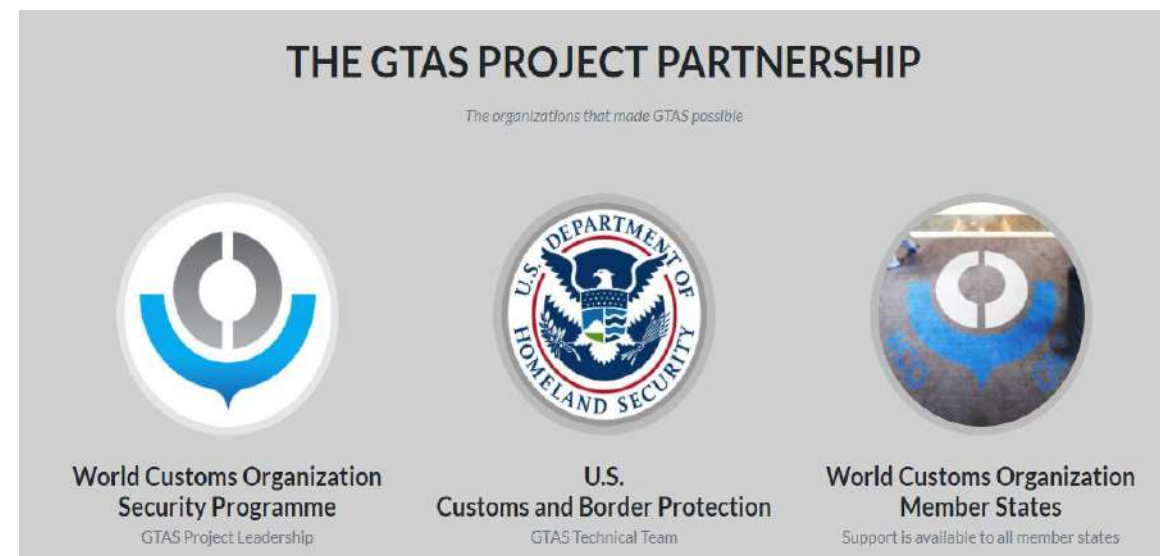 THE GTAS PROJECT PARTNERSHIP
The organizations that made GTAS possible
U.S. DEPARTMENT OF
HOMELAND SECURITY
World Customs Organization
Security Programme
GTAS Project Leadership
U.S.
Customs and Border Protection
GTAS Technical Team
World Customs Organization
Member States
Support is available to all member states